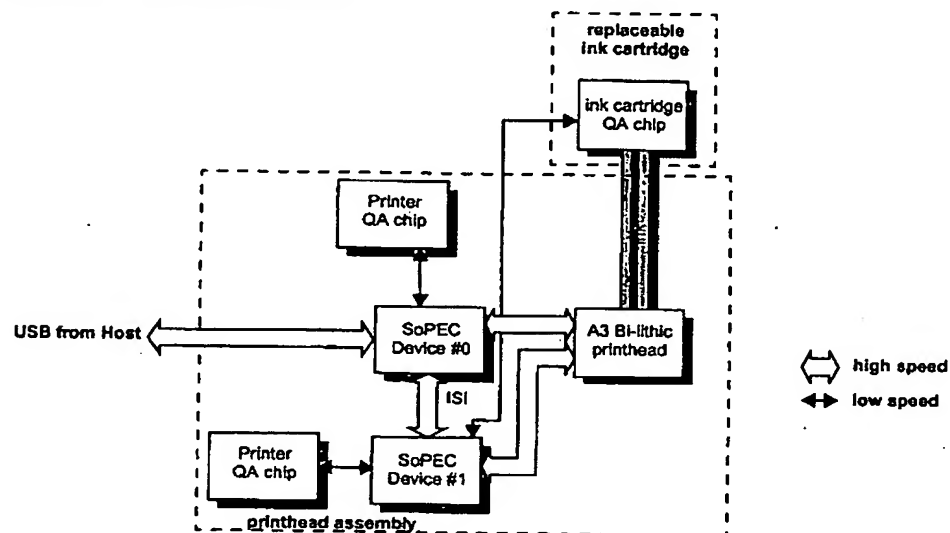 replaceable
ink cartridge
ink cartridge
QA chip
Printer
QA chip
USB from Host
SoPEC
Device #0
A3 Bi-lithic
printhead
high speed
low speed
ISI
Printer
QA chip
SoPEC
Device #1
printhead assembly